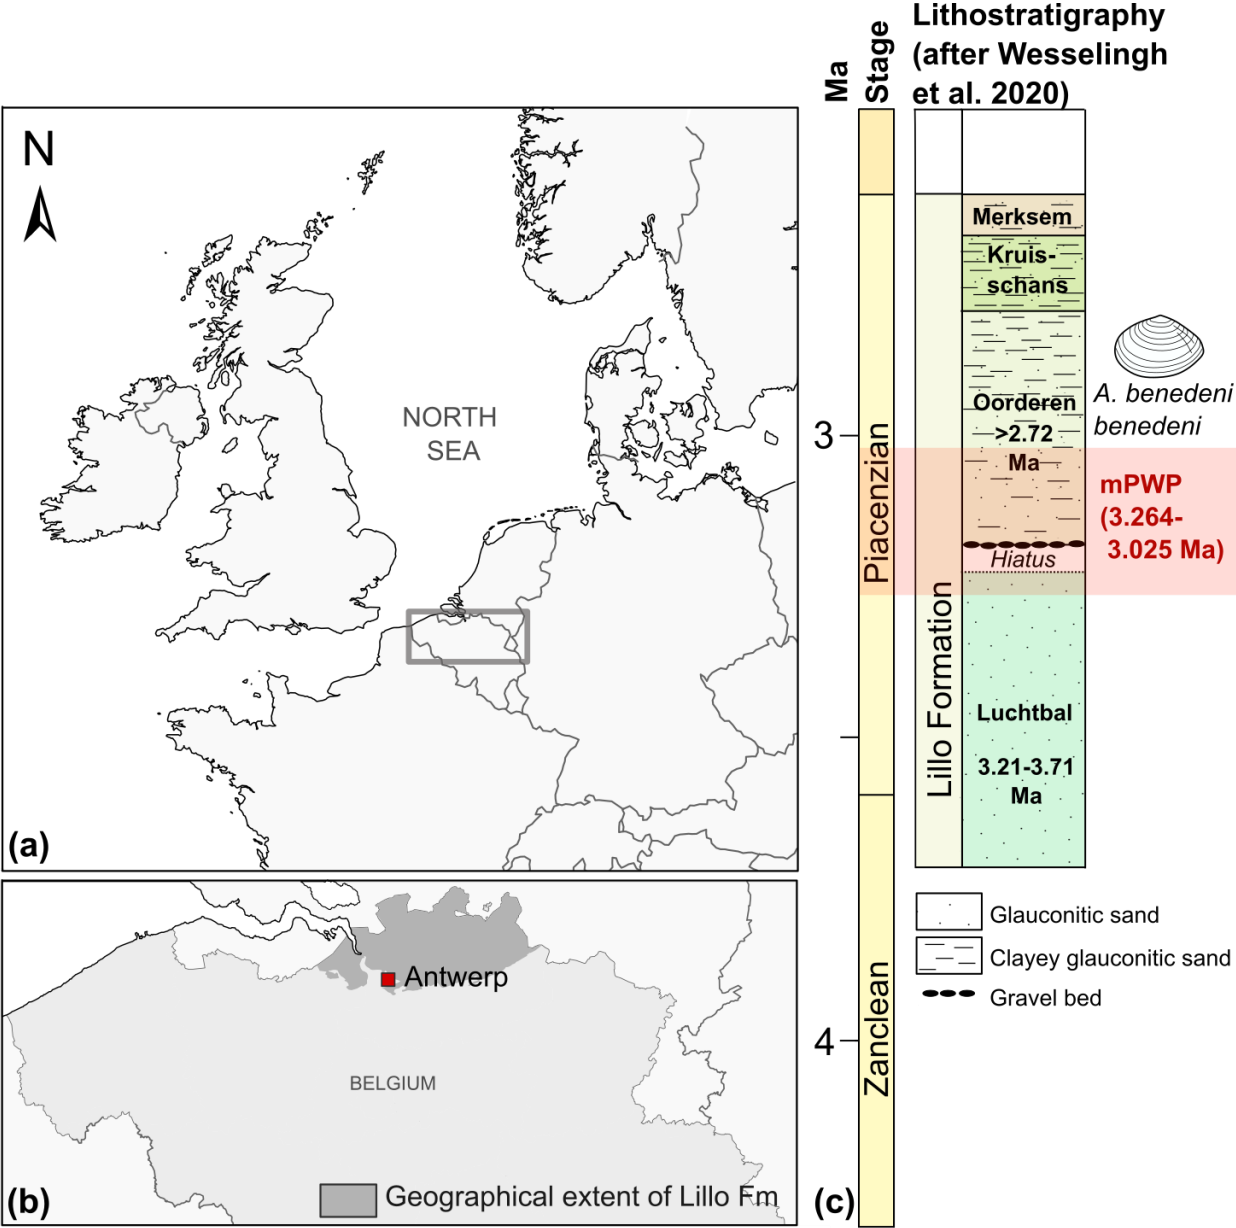 N
NORTH
SEA
(a)
Antwerp
BELGIUM
Geographical extent of Lillo Fm
(b)
Ma
Stage
Lithostratigraphy
(after Wesselingh
et al. 2020)
3
4
Piacenzian
Zanclean
Lillo Formation
Merksem
Kruis-
schans
Oorderen
>2.72
Ma
Hiatus
Luchtbal
3.21-3.71
Ma
A. benedeni
benedeni
mPWP
(3.264-
3.025 Ma)
Glauconitic sand
Clayey glauconitic sand
Gravel bed
(c)